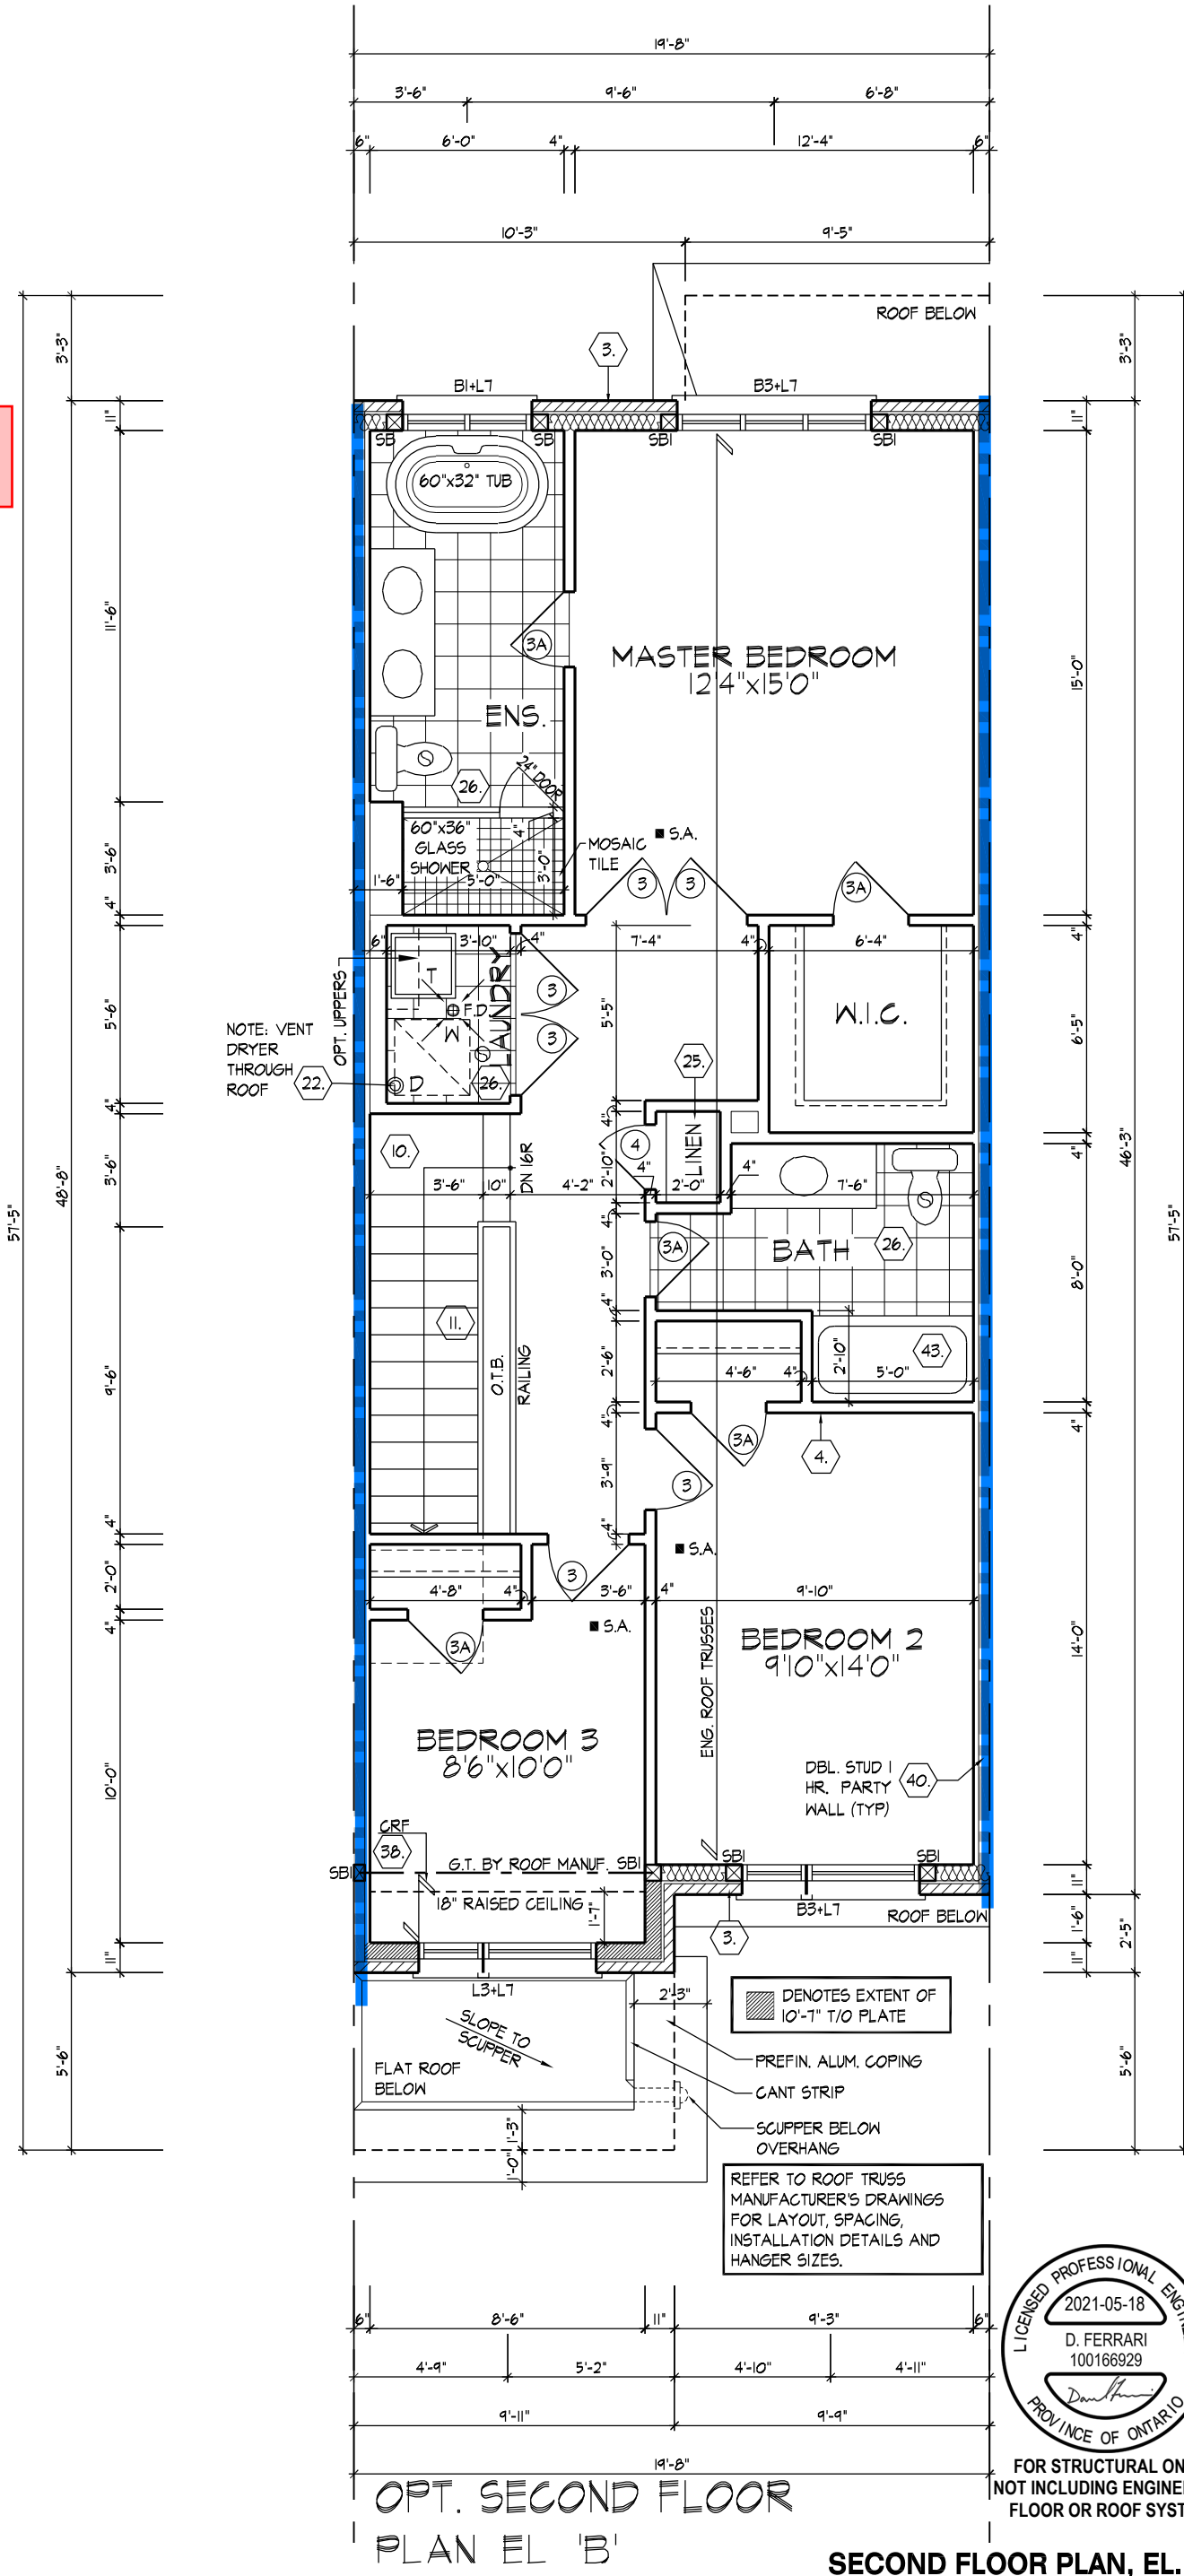 19'-8"
3'-6" 9'-6" 6'-8"
6" 6'-0" 4" 12'-4" 6"
10'-3" 9'-5"
ROOF BELOW
3'-3" 3'-3"
3.
B1+L7 B3+L7
11" 11"
SB SB SB1 SB1
60"x32" TUB
11'-6"
3A
MASTER BEDROOM
12'4"x15'0"
15'-0"
ENS.
24" DOOR
26.
60"x36"
GLASS
SHOWER
4"
3'-0"
MOSAIC
TILE
S.A.
3'-6"
1'-6" 5'-0"
3 3 3A
4" 4"
6" 3'-10" 4" 7'-4" 4" 6'-4"
OPT. UPPERS
T
F.D.
W
D
LAUNDRY
3
3
5'-5"
W.I.C.
5'-6" 6'-5"
NOTE: VENT
DRYER
THROUGH
ROOF
22.
26.
25.
4" 4"
10.
DN 16R
4
LINEN
4"
2'-10"
3'-6"
3'-6" 10" 4'-2" 4" 2'-0" 4" 7'-6"
4"
3A
BATH
26.
3'-0"
8'-0"
57'-5" 48'-8" 46'-3" 57'-5"
11.
O.T.B.
RAILING
4"
2'-6"
2'-10"
43.
4'-6" 4" 5'-0"
9'-6"
4" 4"
3A
4.
3
3'-9"
4"
4"
S.A.
2'-0"
3
4'-8" 4" 3'-6" 4" 9'-10"
4"
S.A.
3A
ENG. ROOF TRUSSES
BEDROOM 2
9'10"x14'0"
14'-0"
BEDROOM 3
8'6"x10'0"
10'-0"
DBL. STUD 1
HR. PARTY
WALL (TYP)
40.
CRF
38.
SB1 G.T. BY ROOF MANUF. SB1 SB1 SB1
18" RAISED CEILING
1'-7"
B3+L7
ROOF BELOW
3.
11" 1'-6" 2'-5"
11" 11"
L3+L7
2'-3"
DENOTES EXTENT OF
10'-7" T/O PLATE
SLOPE TO
SCUPPER
FLAT ROOF
BELOW
PREFIN. ALUM. COPING
CANT STRIP
SCUPPER BELOW
OVERHANG
5'-6" 5'-6"
1'-3"
1'-0"
REFER TO ROOF TRUSS
MANUFACTURER'S DRAWINGS
FOR LAYOUT, SPACING,
INSTALLATION DETAILS AND
HANGER SIZES.
6" 8'-6" 11" 9'-3" 6"
4'-9" 5'-2" 4'-10" 4'-11"
9'-11" 9'-9"
19'-8"
LICENSED PROFESSIONAL
2021-05-18
D. FERRARI
100166929
PROVINCE OF ONTARIO
FOR STRUCTURAL ON
NOT INCLUDING ENGINE
FLOOR OR ROOF SYST
OPT. SECOND FLOOR
PLAN EL 'B'
SECOND FLOOR PLAN, EL.